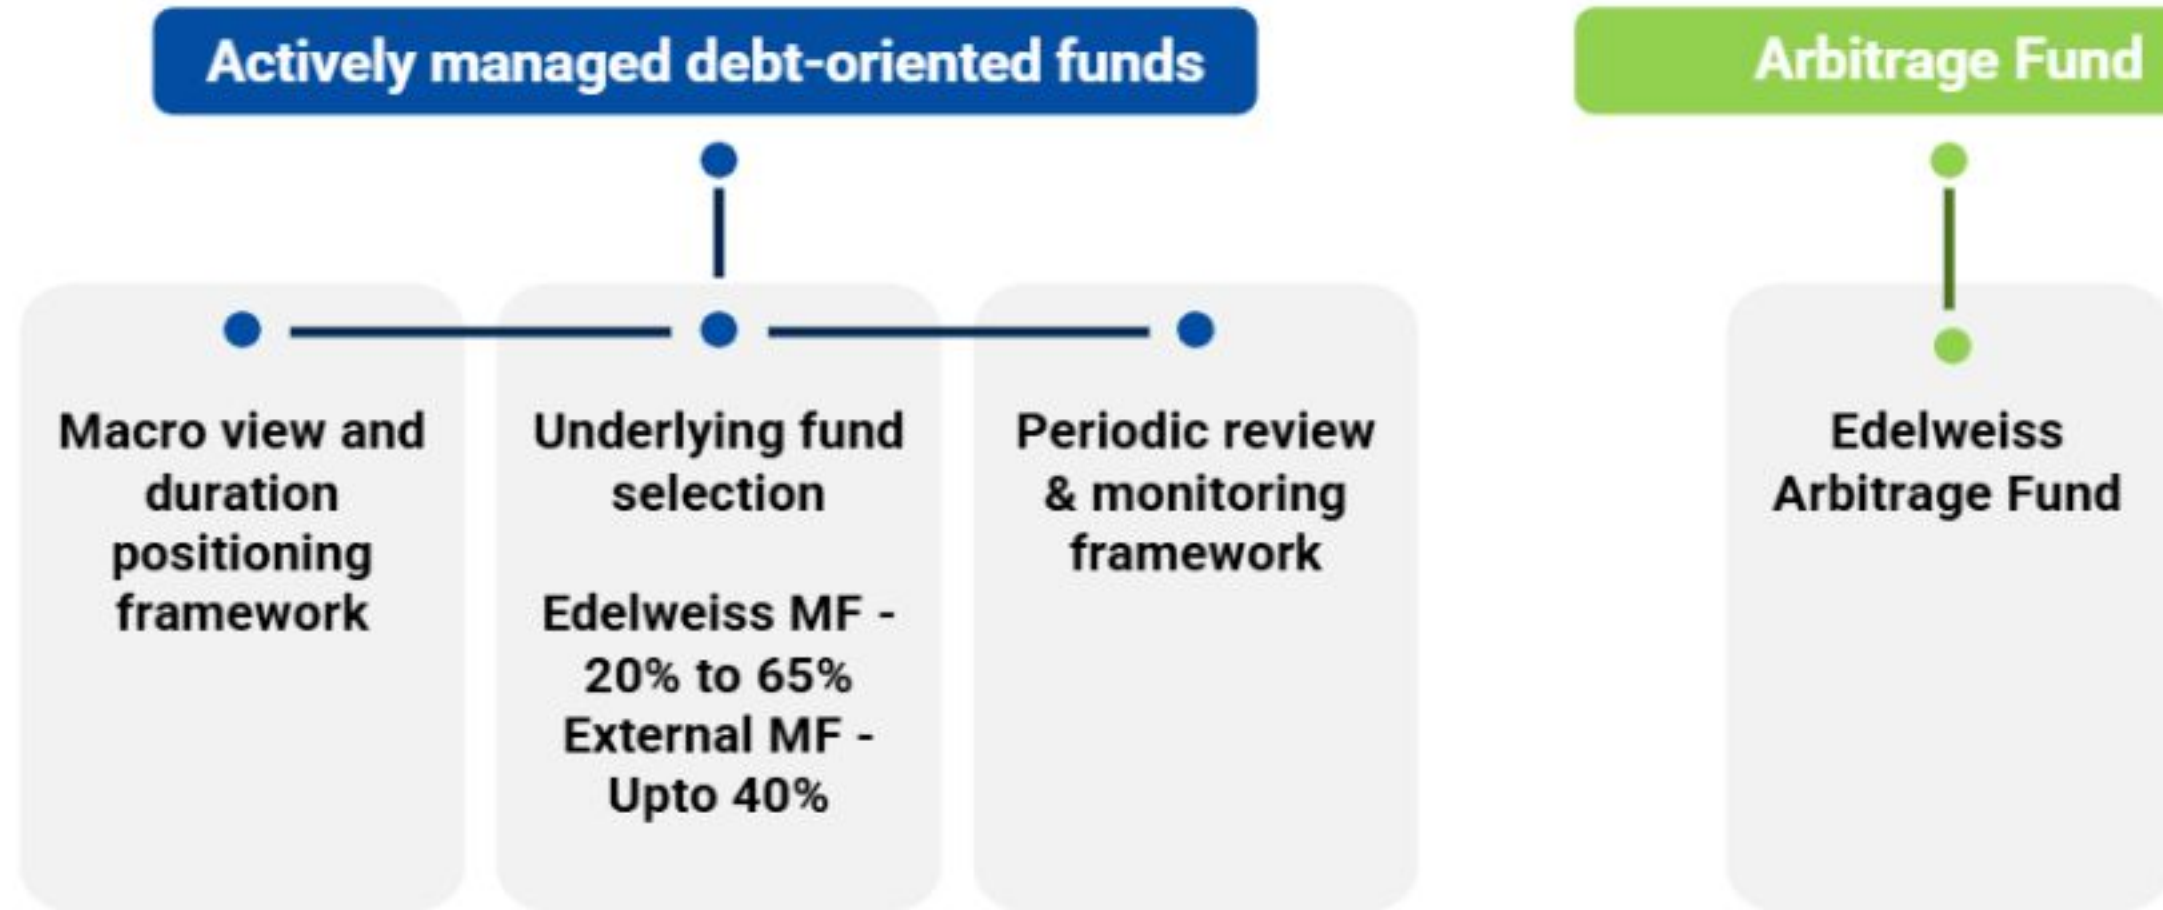 Actively managed debt-oriented funds
Arbitrage Fund
Macro view and
duration
positioning
framework
Underlying fund
selection
Edelweiss MF -
20% to 65%
External MF -
Upto 40%
Periodic review
& monitoring
framework
Edelweiss
Arbitrage Fund